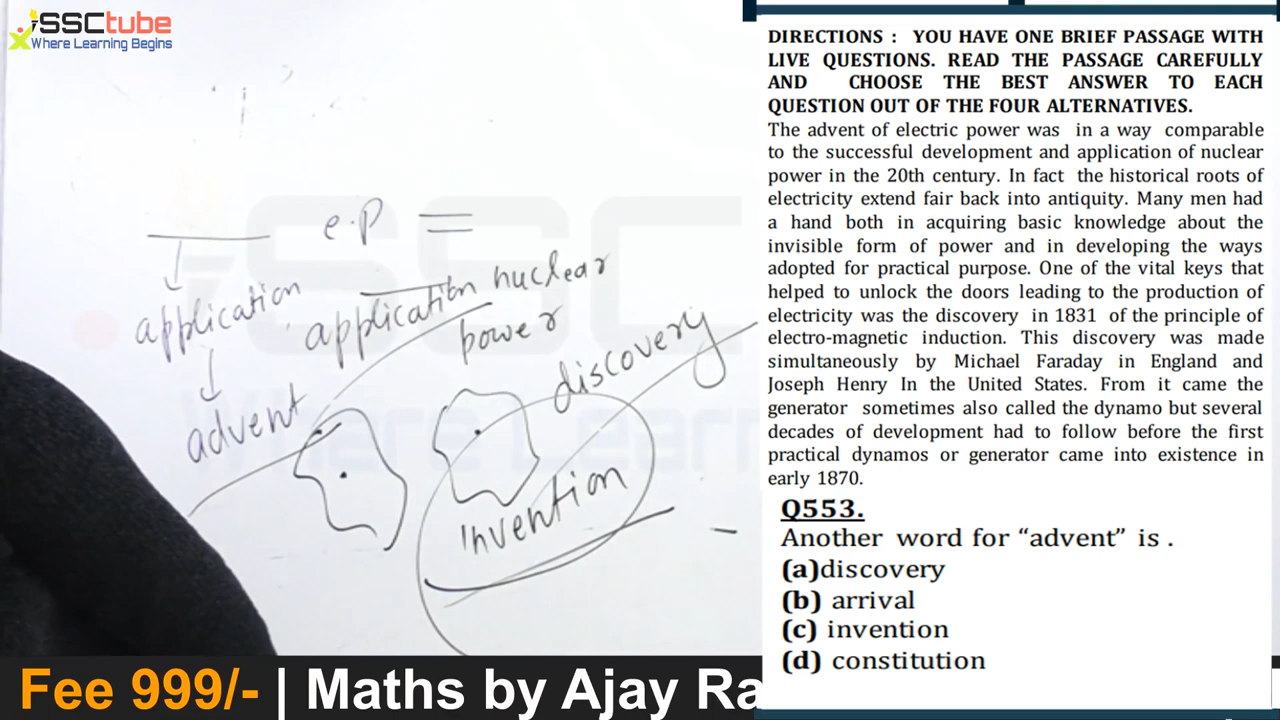 SSCtube
Where Learning Begins
e.p =
application
application nuclear
power
advent
discovery
Invention
DIRECTIONS : YOU HAVE ONE BRIEF PASSAGE WITH
LIVE QUESTIONS. READ THE PASSAGE CAREFULLY
AND CHOOSE THE BEST ANSWER TO EACH
QUESTION OUT OF THE FOUR ALTERNATIVES.
The advent of electric power was in a way comparable
to the successful development and application of nuclear
power in the 20th century. In fact the historical roots of
electricity extend fair back into antiquity. Many men had
a hand both in acquiring basic knowledge about the
invisible form of power and in developing the ways
adopted for practical purpose. One of the vital keys that
helped to unlock the doors leading to the production of
electricity was the discovery in 1831 of the principle of
electro-magnetic induction. This discovery was made
simultaneously by Michael Faraday in England and
Joseph Henry In the United States. From it came the
generator sometimes also called the dynamo but several
decades of development had to follow before the first
practical dynamos or generator came into existence in
early 1870.
Q553.
Another word for “advent” is .
(a)discovery
(b) arrival
(c) invention
(d) constitution
Fee 999/- | Maths by Ajay Ra